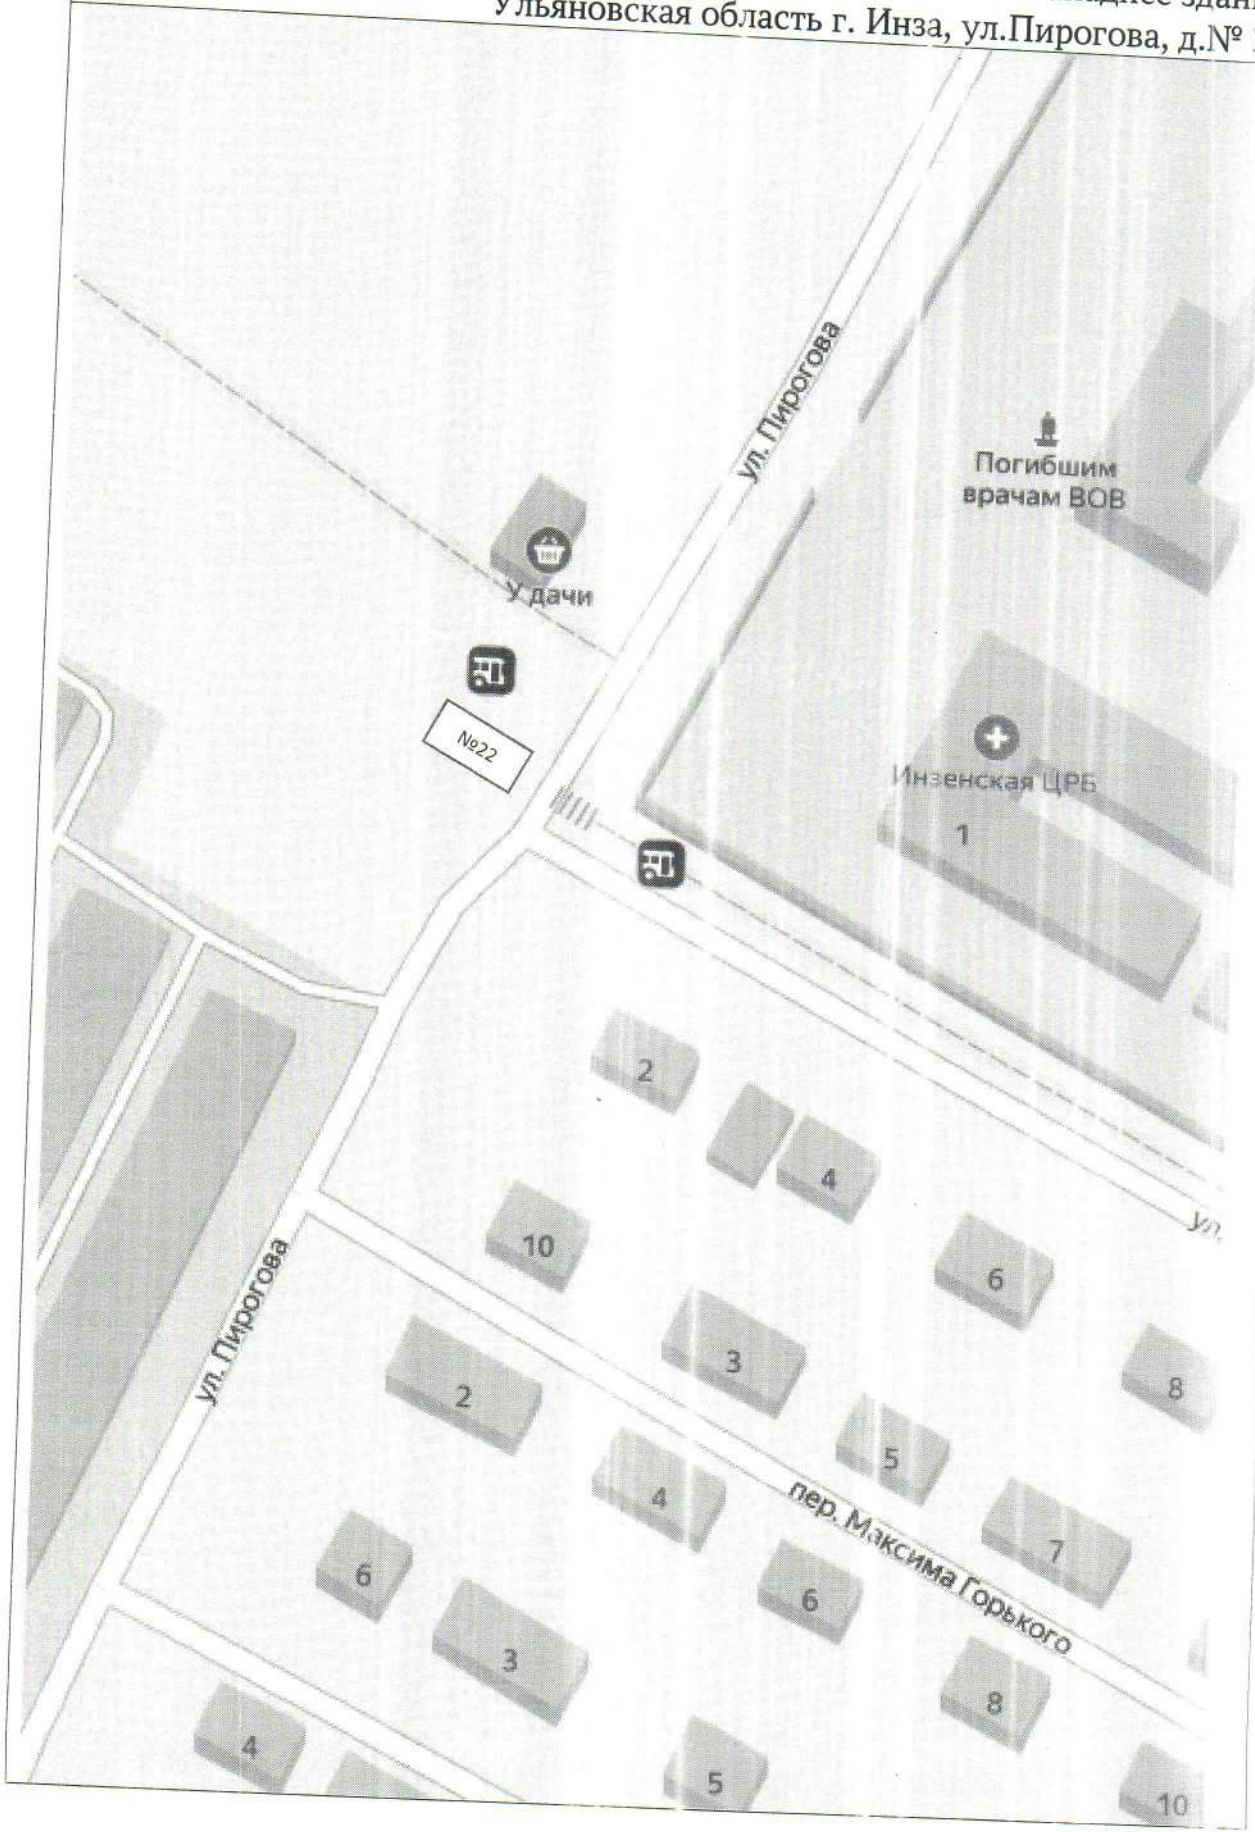 Ульяновская область г. Инза, ул.Пирогова, д.№
ул. Пирогова
Погибшим
врачам ВОВ
У дачи
№22
Инзенская ЦРБ
1
2
4
ул.
10
6
ул. Пирогова
3
8
2
5
4
7
пер. Максима Горького
6
6
3
8
4
5
10